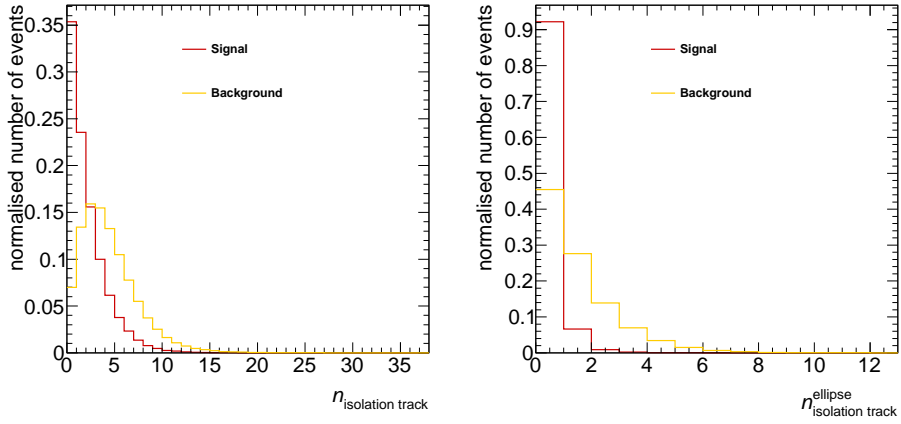 normalised number of events
0.35
0.3
0.25
0.2
0.15
0.1
0.05
0
0 5 10 15 20 25 30 35
n isolation track
Signal
Background
normalised number of events
0.9
0.8
0.7
0.6
0.5
0.4
0.3
0.2
0.1
0
0 2 4 6 8 10 12
n ellipse isolation track
Signal
Background